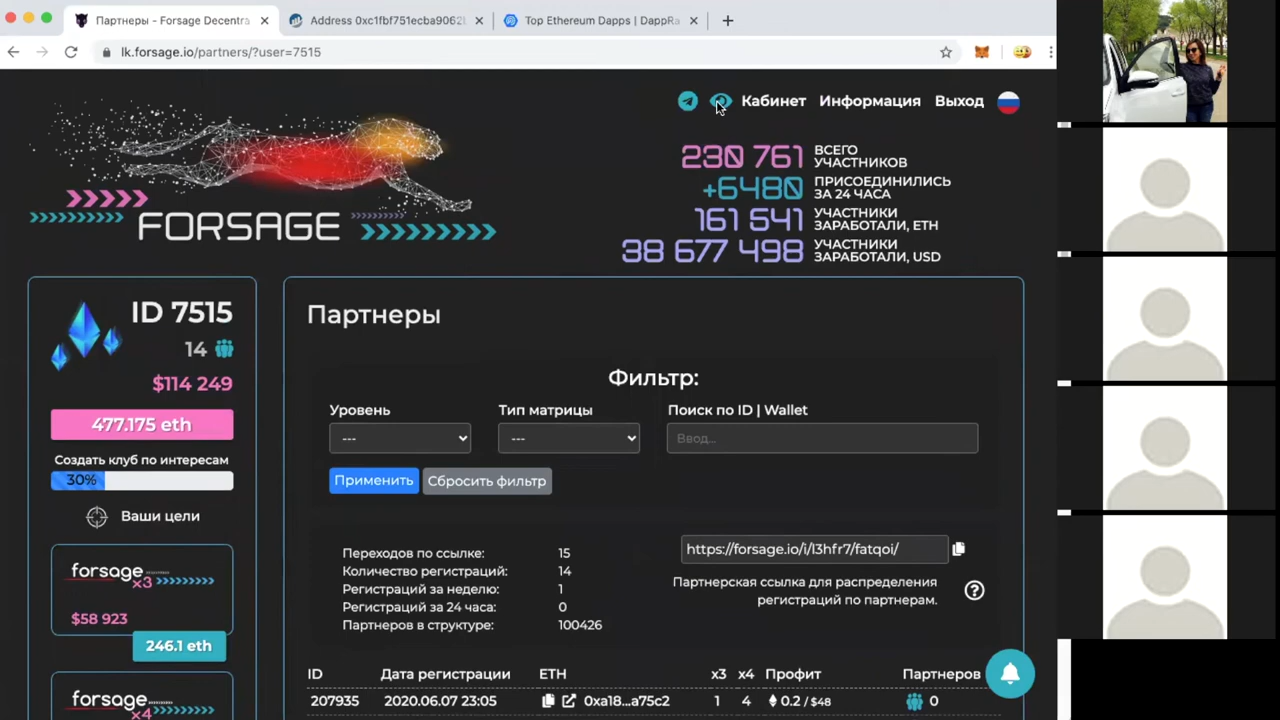 Партнеры - Forsage Decentra
Address 0xc1fbf751ecba9062
Top Ethereum Dapps | DappRa
lk.forsage.io/partners/?user=7515
Кабинет Информация Выход
FORSAGE
230 761 ВСЕГО УЧАСТНИКОВ
+6480 ПРИСОЕДИНИЛИСЬ ЗА 24 ЧАСА
161 541 УЧАСТНИКИ ЗАРАБОТАЛИ, ETH
38 677 498 УЧАСТНИКИ ЗАРАБОТАЛИ, USD
ID 7515
14
$114 249
477.175 eth
Создать клуб по интересам
30%
Ваши цели
forsage x3
$58 923
246.1 eth
forsage x4
Партнеры
Фильтр:
Уровень Тип матрицы Поиск по ID | Wallet
--- --- Ввод...
Применить Сбросить фильтр
Переходов по ссылке: 15
Количество регистраций: 14
Регистраций за неделю: 1
Регистраций за 24 часа: 0
Партнеров в структуре: 100426
https://forsage.io/i/l3hfr7/fatqoi/
Партнерская ссылка для распределения
регистраций по партнерам.
ID Дата регистрации ETH x3 x4 Профит Партнеров
207935 2020.06.07 23:05 0xa18...a75c2 1 4 0.2 / $48 0